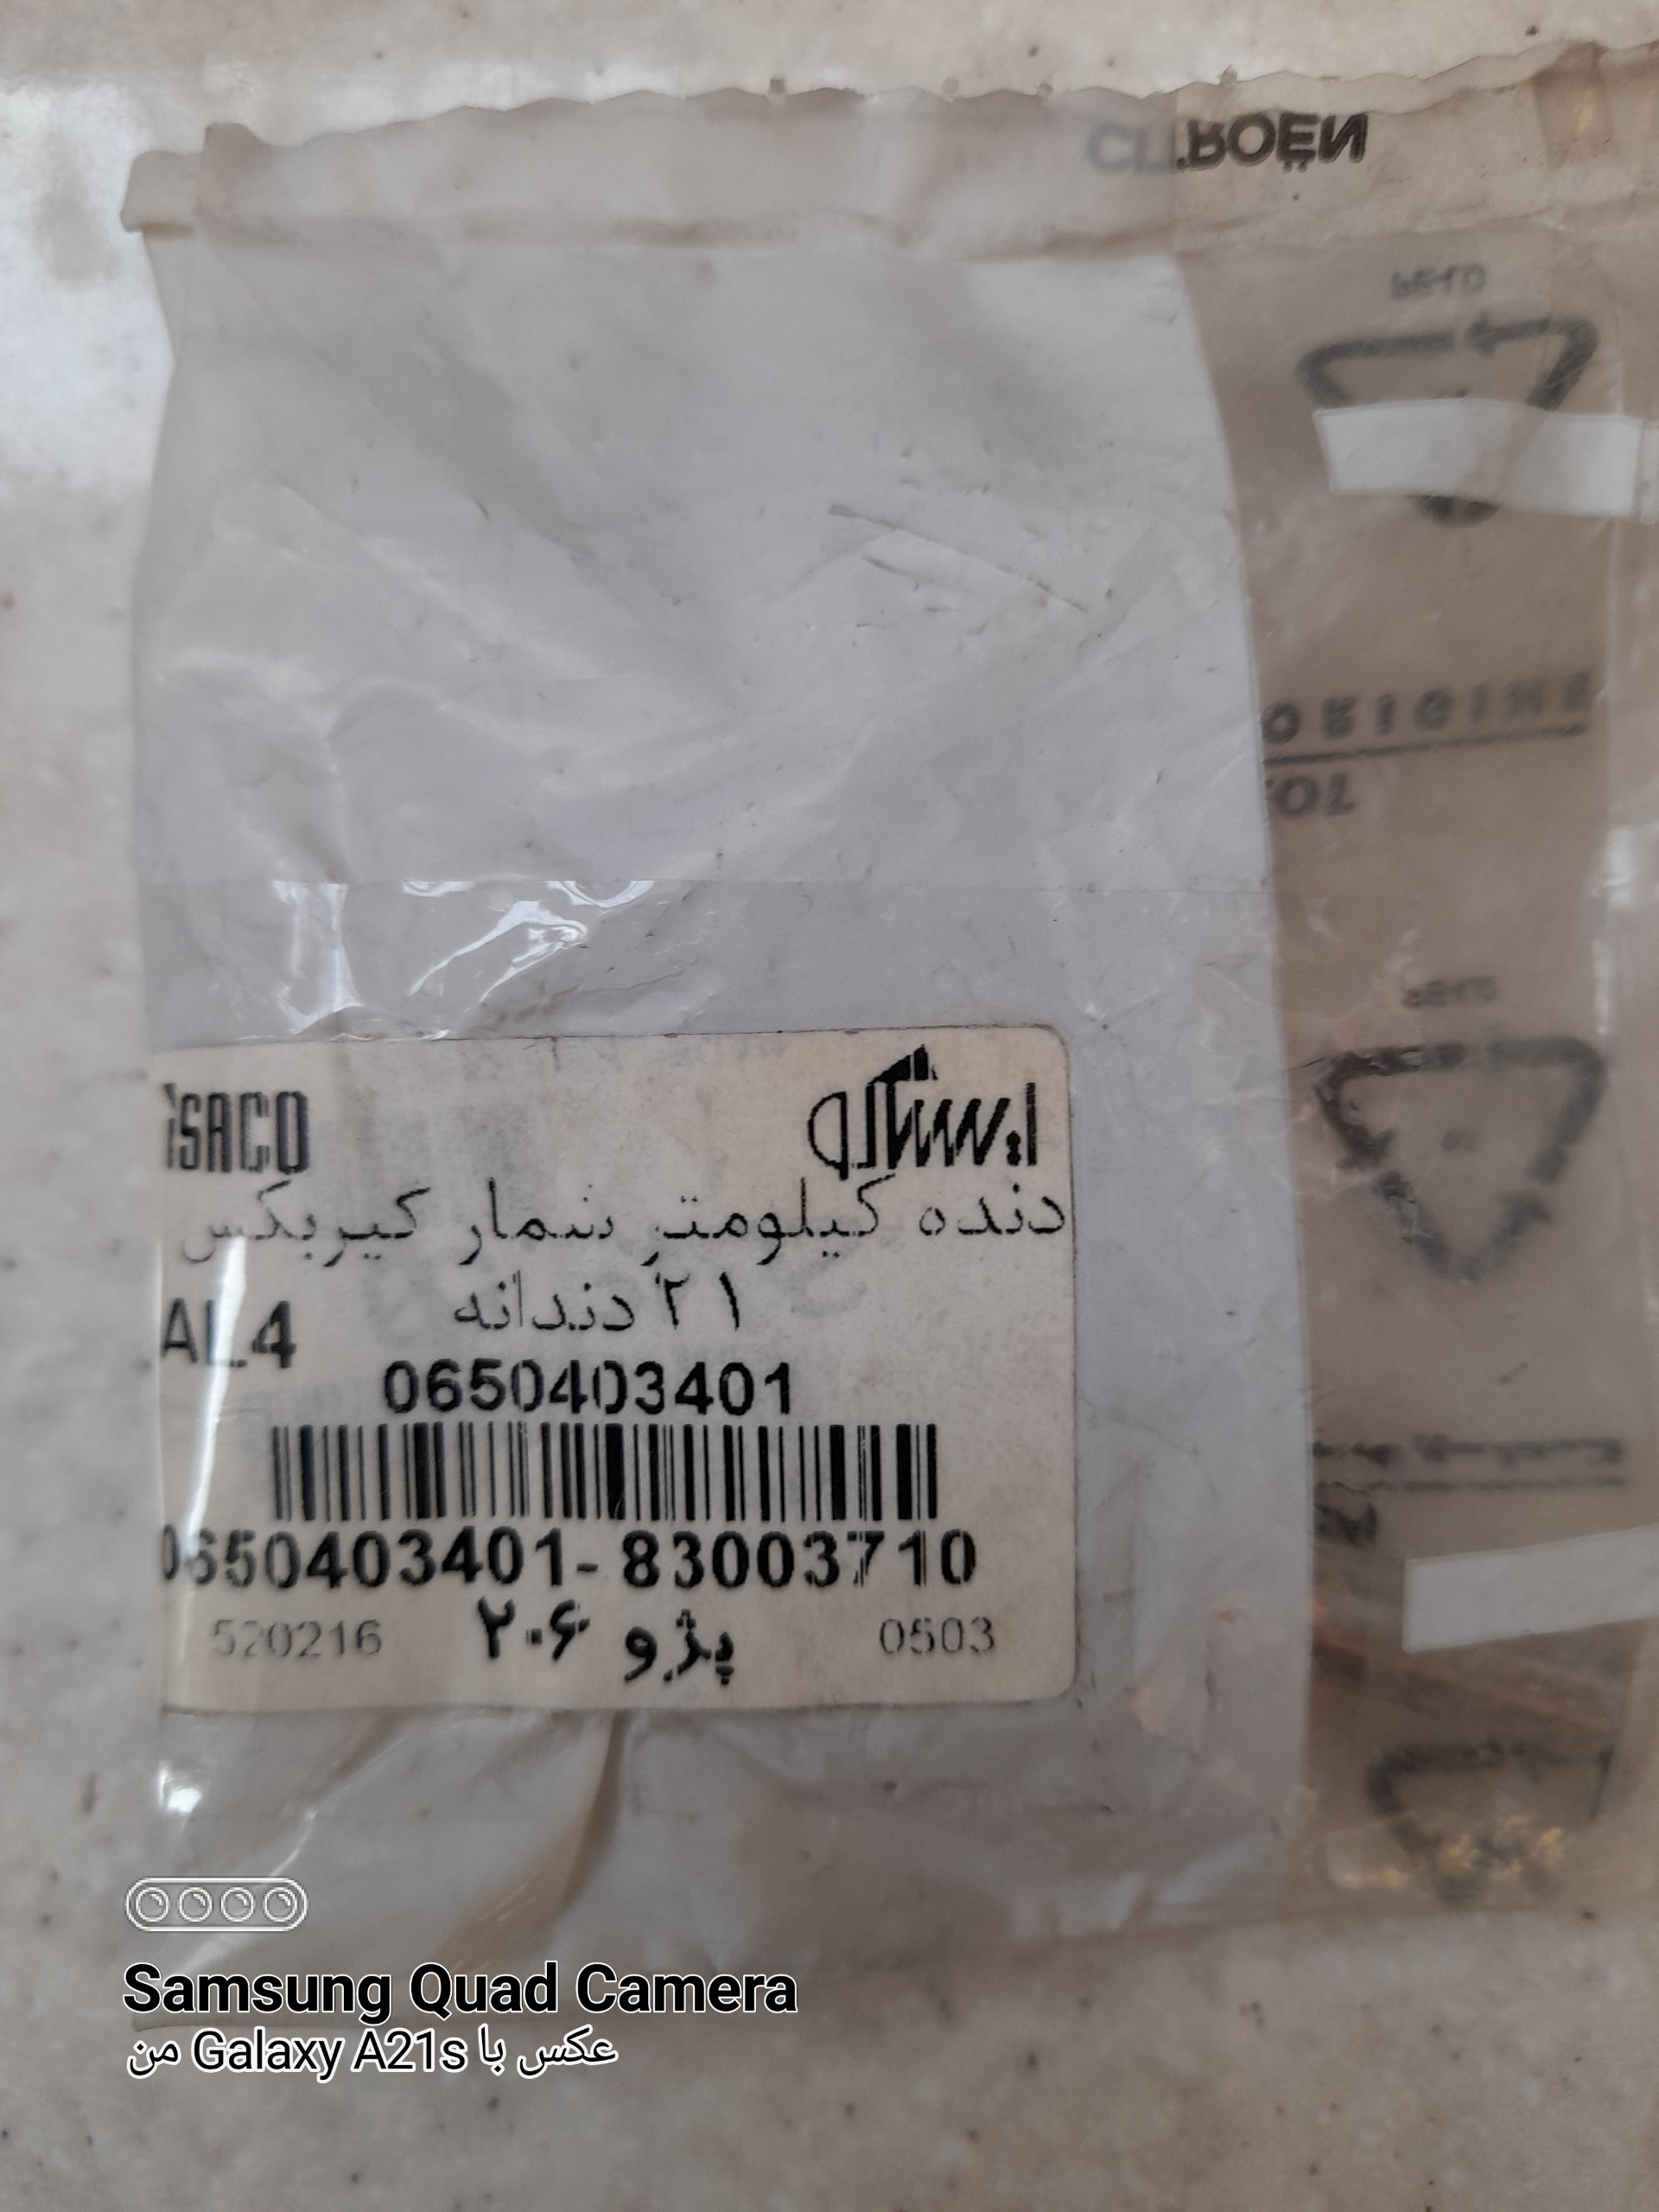 CITROËN
ORIGINE
iSACO ایساکو
دنده کیلومتر شمار گیربکس
۲۱ دندانه
AL4
0650403401
0650403401-83003710
520216 پژو ۲۰۶ 0503
Samsung Quad Camera
عکس با Galaxy A21s من